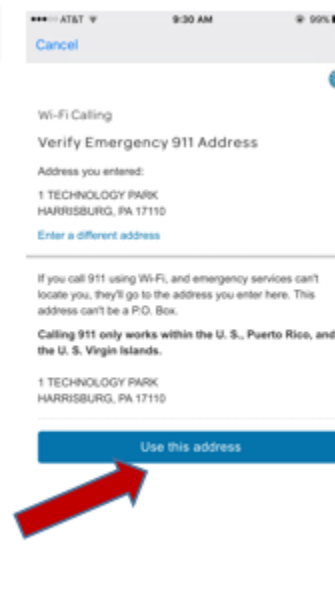 AT&T 9:30 AM 99%
Cancel
Wi-Fi Calling
Verify Emergency 911 Address
Address you entered:
1 TECHNOLOGY PARK
HARRISBURG, PA 17110
Enter a different address
If you call 911 using Wi-Fi, and emergency services can't
locate you, they'll go to the address you enter here. This
address can't be a P.O. Box.
Calling 911 only works within the U. S., Puerto Rico, and
the U. S. Virgin Islands.
1 TECHNOLOGY PARK
HARRISBURG, PA 17110
Use this address